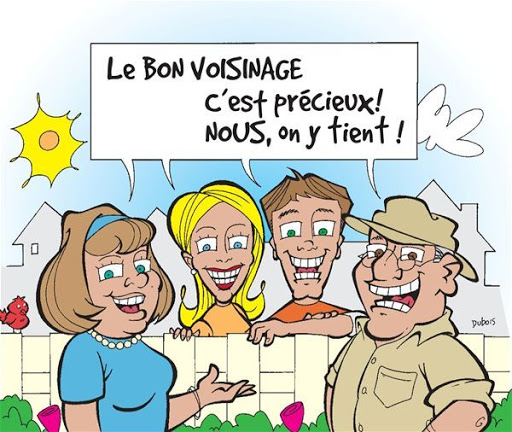 Le BON VOISINAGE
c'est précieux!
NOUS, on y tient !
DUBOIS